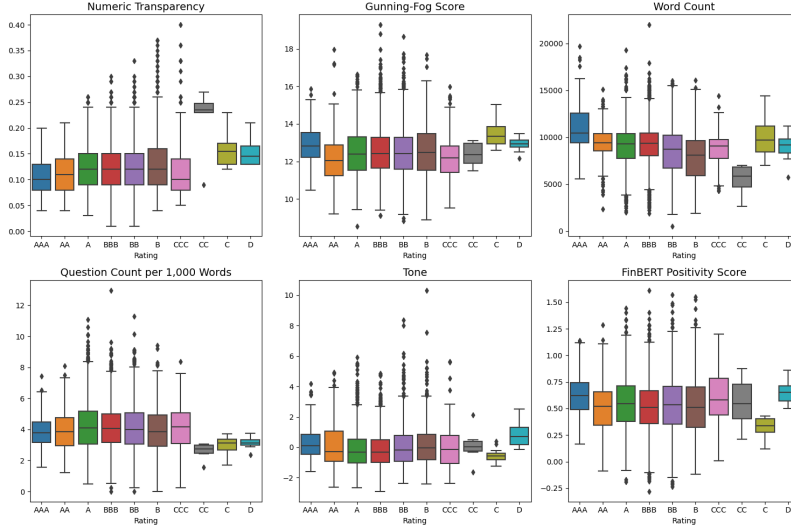 Numeric Transparency
0.40
0.35
0.30
0.25
0.20
0.15
0.10
0.05
0.00
AAA AA A BBB BB B CCC CC C D
Rating
Gunning-Fog Score
18
16
14
12
10
AAA AA A BBB BB B CCC CC C D
Rating
Word Count
20000
15000
10000
5000
0
AAA AA A BBB BB B CCC CC C D
Rating
Question Count per 1,000 Words
12
10
8
6
4
2
0
AAA AA A BBB BB B CCC CC C D
Rating
Tone
10
8
6
4
2
0
−2
AAA AA A BBB BB B CCC CC C D
Rating
FinBERT Positivity Score
1.50
1.25
1.00
0.75
0.50
0.25
0.00
−0.25
AAA AA A BBB BB B CCC CC C D
Rating